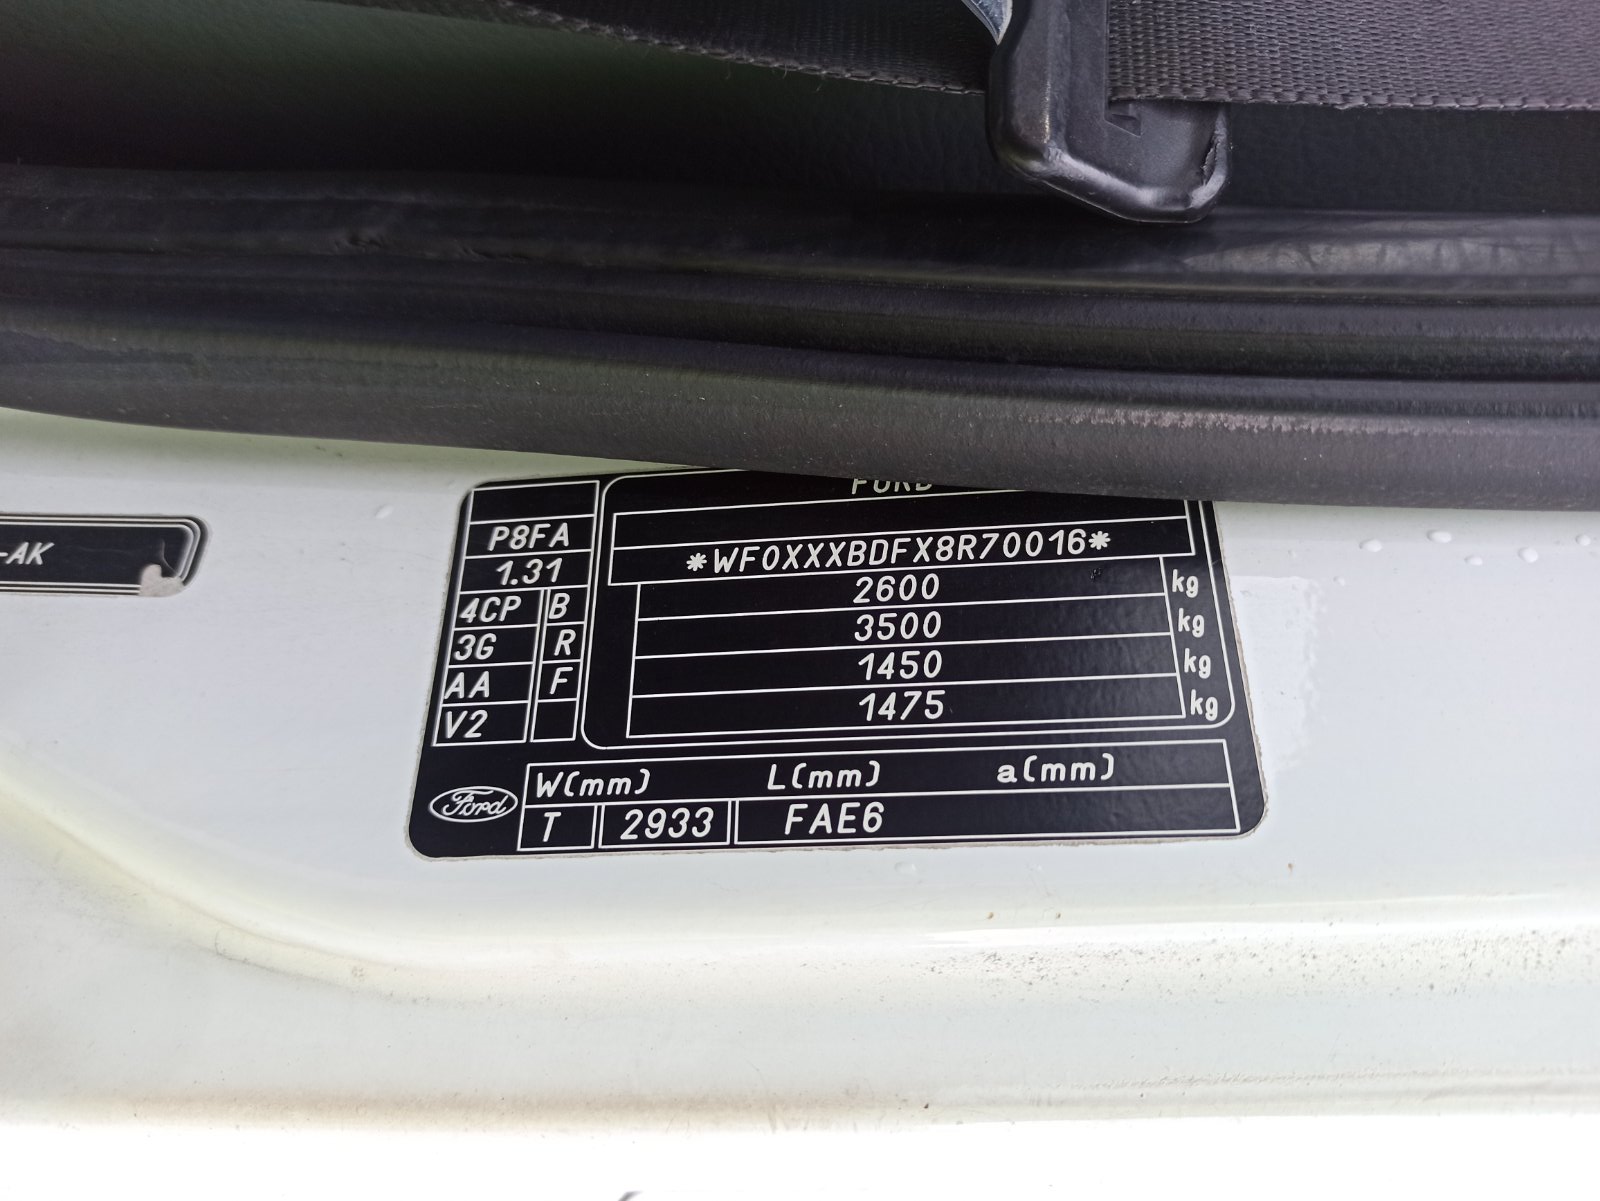 -AK
FORD
P8FA
1.31
4CP B
3G R
AA F
V2
*WF0XXXBDFX8R70016*
2600 kg
3500 kg
1450 kg
1475 kg
Ford
W(mm) L(mm) a(mm)
T 2933 FAE6